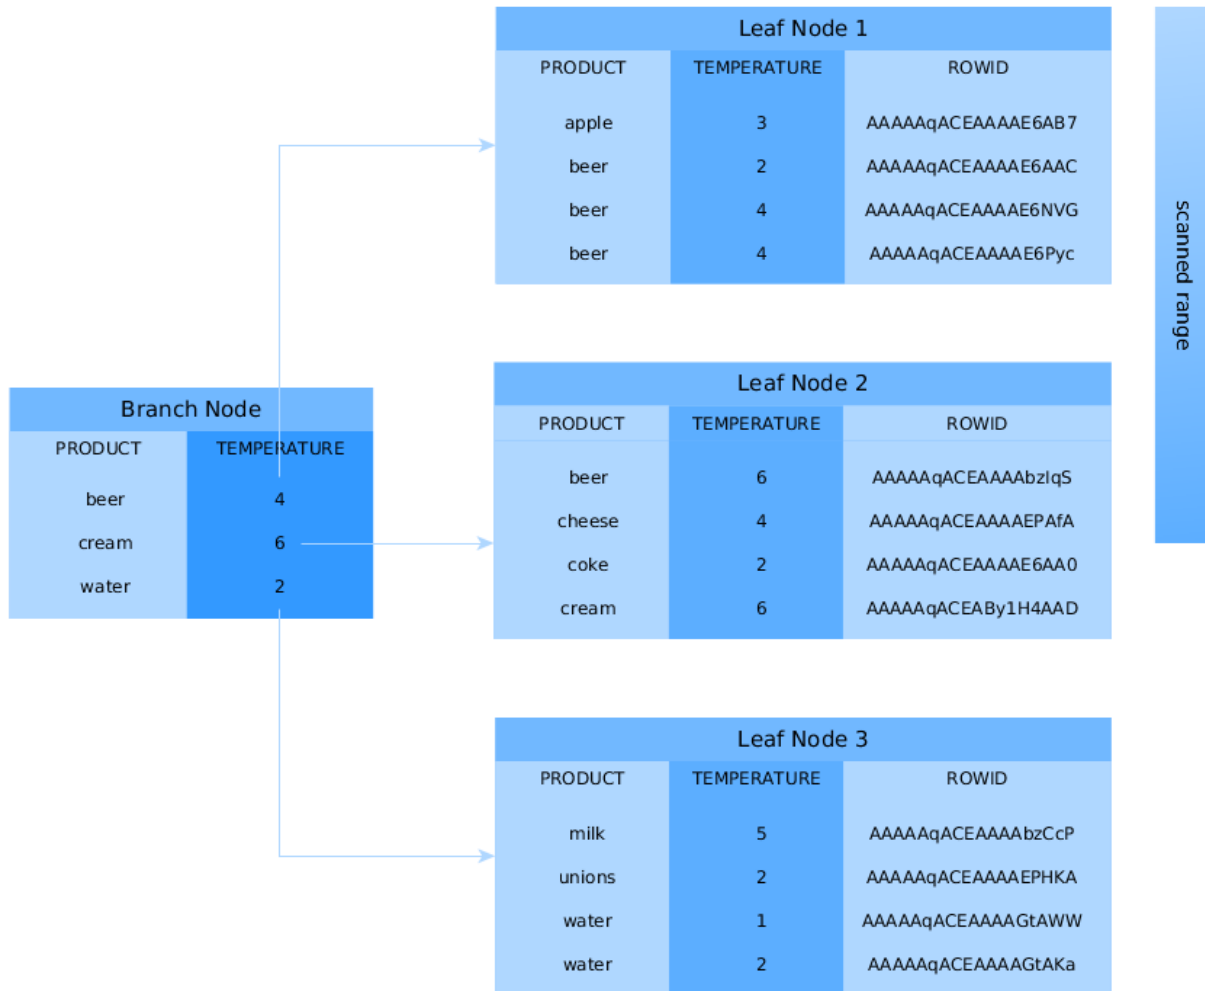 Leaf Node 1
PRODUCT TEMPERATURE ROWID
apple 3 AAAAAqACEAAAAE6AB7
beer 2 AAAAAqACEAAAAE6AAC
beer 4 AAAAAqACEAAAAE6NVG
beer 4 AAAAAqACEAAAAE6Pyc
scanned range
Branch Node
PRODUCT TEMPERATURE
beer 4
cream 6
water 2
Leaf Node 2
PRODUCT TEMPERATURE ROWID
beer 6 AAAAAqACEAAAAbzIqS
cheese 4 AAAAAqACEAAAAEPAfA
coke 2 AAAAAqACEAAAAE6AA0
cream 6 AAAAAqACEABy1H4AAD
Leaf Node 3
PRODUCT TEMPERATURE ROWID
milk 5 AAAAAqACEAAAAbzCcP
unions 2 AAAAAqACEAAAAEPHKA
water 1 AAAAAqACEAAAAGtAWW
water 2 AAAAAqACEAAAAGtAKa